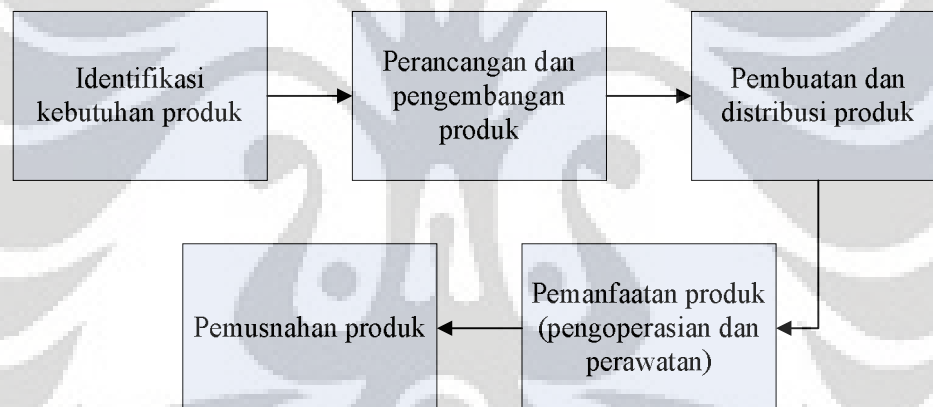 Identifikasi
kebutuhan produk
Perancangan dan
pengembangan
produk
Pembuatan dan
distribusi produk
Pemanfaatan produk
(pengoperasian dan
perawatan)
Pemusnahan produk